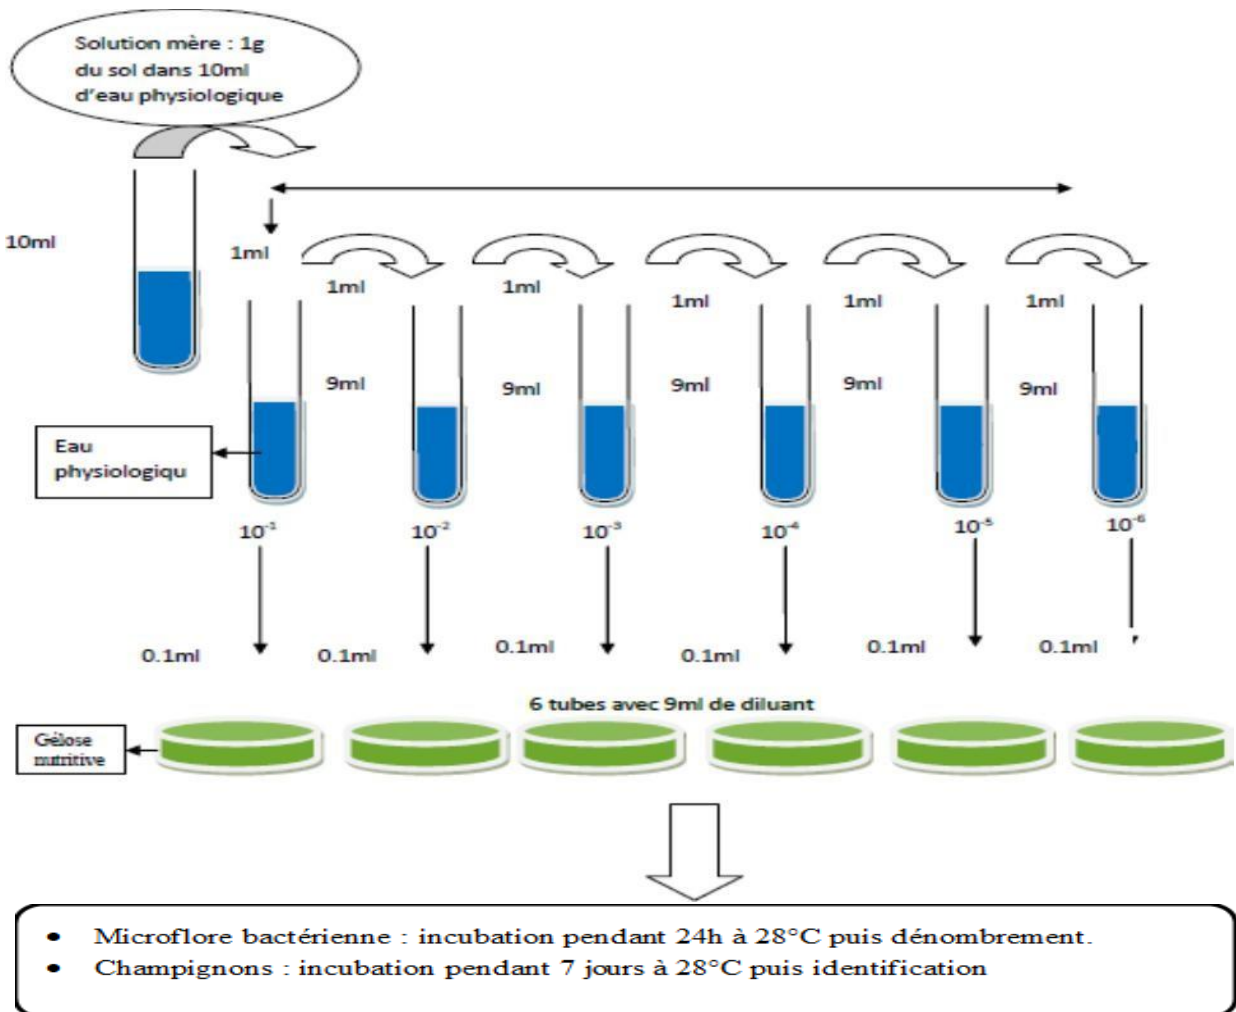 Solution mère : 1g
du sol dans 10ml
d'eau physiologique
10ml
1ml
1ml
1ml
1ml
1ml
1ml
9ml
9ml
9ml
9ml
9ml
Eau
physiologiqu
10⁻¹
10⁻²
10⁻³
10⁻⁴
10⁻⁵
10⁻⁶
0.1ml
0.1ml
0.1ml
0.1ml
0.1ml
0.1ml
6 tubes avec 9ml de diluant
Gélose
nutritive
• Microflore bactérienne : incubation pendant 24h à 28°C puis dénombrement.
• Champignons : incubation pendant 7 jours à 28°C puis identification